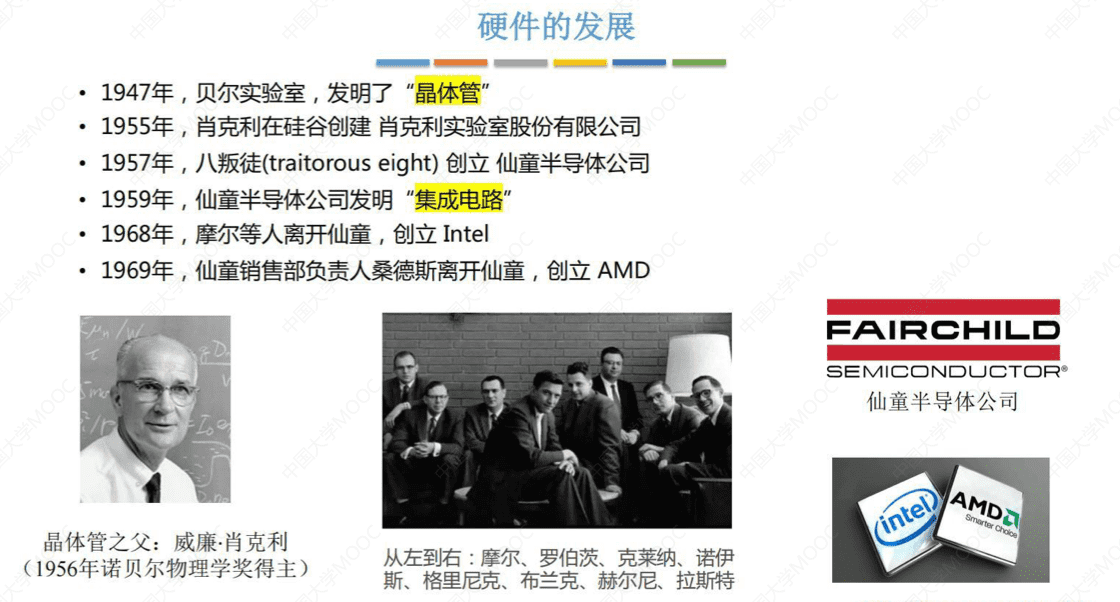 硬件的发展
• 1947年，贝尔实验室，发明了“晶体管”
• 1955年，肖克利在硅谷创建 肖克利实验室股份有限公司
• 1957年，八叛徒(traitorous eight) 创立 仙童半导体公司
• 1959年，仙童半导体公司发明“集成电路”
• 1968年，摩尔等人离开仙童，创立 Intel
• 1969年，仙童销售部负责人桑德斯离开仙童，创立 AMD
晶体管之父：威廉·肖克利
（1956年诺贝尔物理学奖得主）
从左到右：摩尔、罗伯茨、克莱纳、诺伊
斯、格里尼克、布兰克、赫尔尼、拉斯特
FAIRCHILD
SEMICONDUCTOR®
仙童半导体公司
intel
AMD
Smarter Choice
中国大学MOOC